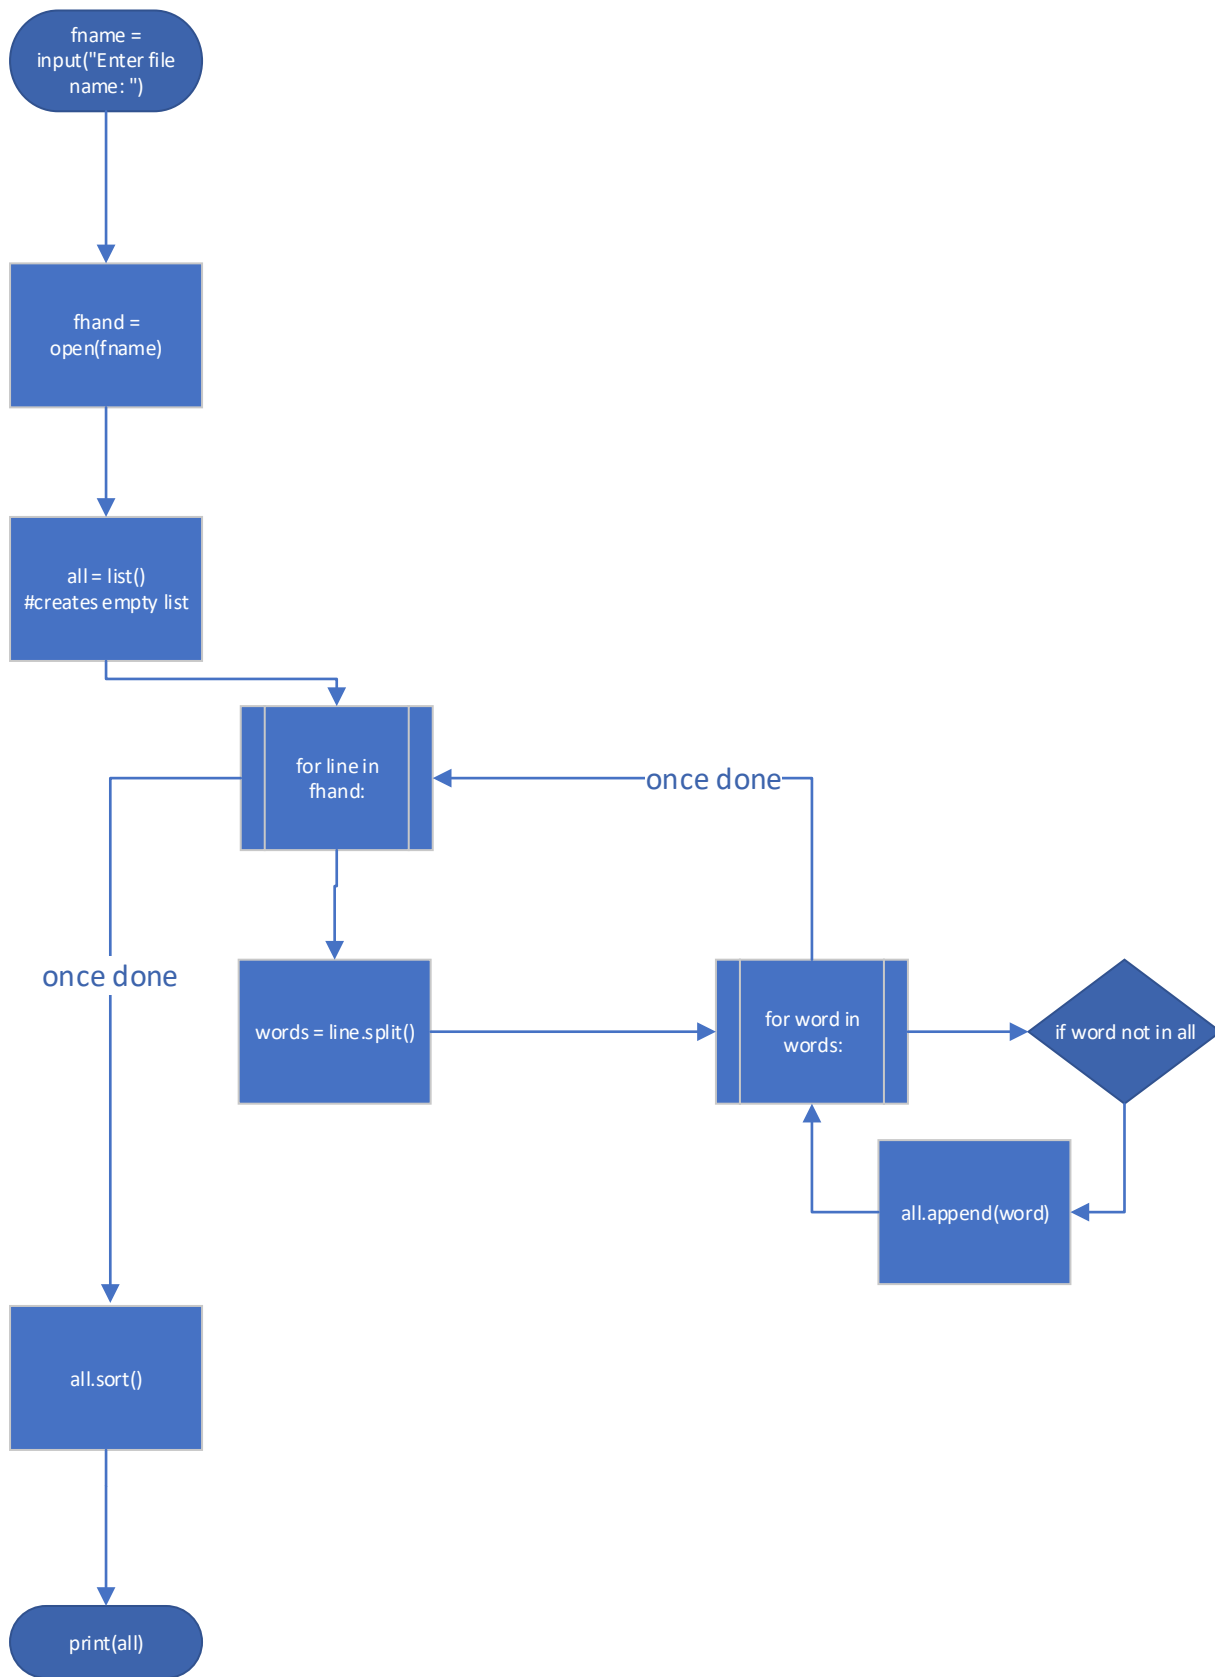 fname =
input("Enter file
name: ")
fhand =
open(fname)
all = list()
#creates empty list
for line in
fhand:
once done
once done
words = line.split()
for word in
words:
if word not in all
all.append(word)
all.sort()
print(all)